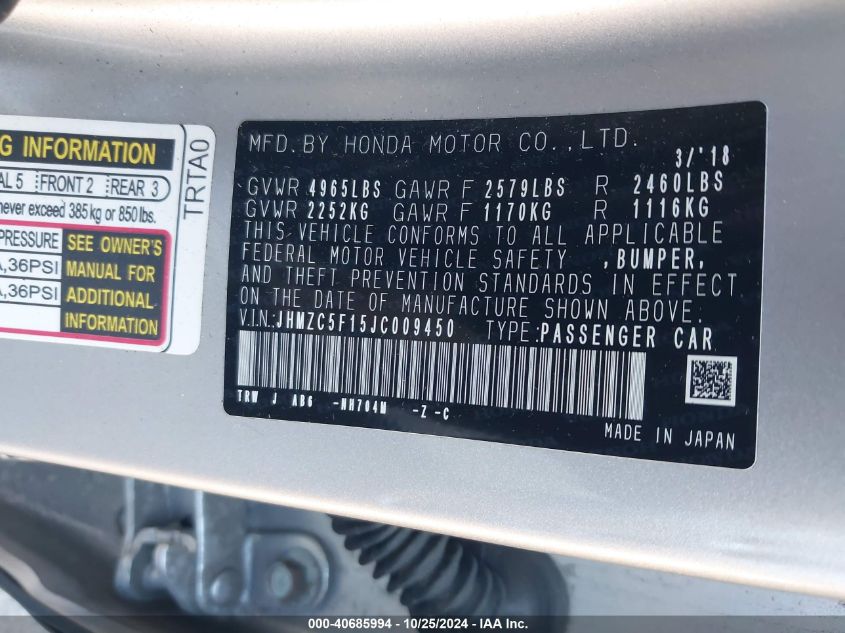 G INFORMATION
AL 5 FRONT 2 REAR 3
never exceed 385 kg or 850 lbs.
PRESSURE SEE OWNER'S
A,36PSI MANUAL FOR
A,36PSI ADDITIONAL
INFORMATION
TRTA0
MFD. BY HONDA MOTOR CO., LTD.
3/'18
GVWR 4965LBS GAWR F 2579LBS R 2460LBS
GVWR 2252KG GAWR F 1170KG R 1116KG
THIS VEHICLE CONFORMS TO ALL APPLICABLE
FEDERAL MOTOR VEHICLE SAFETY ,BUMPER,
AND THEFT PREVENTION STANDARDS IN EFFECT
ON THE DATE OF MANUFACTURE SHOWN ABOVE.
V.I.N.:JHMZC5F15JC009450 TYPE:PASSENGER CAR
TRW J AB6 -NH704M -Z -C
MADE IN JAPAN
000-40685994 - 10/25/2024 - IAA Inc.